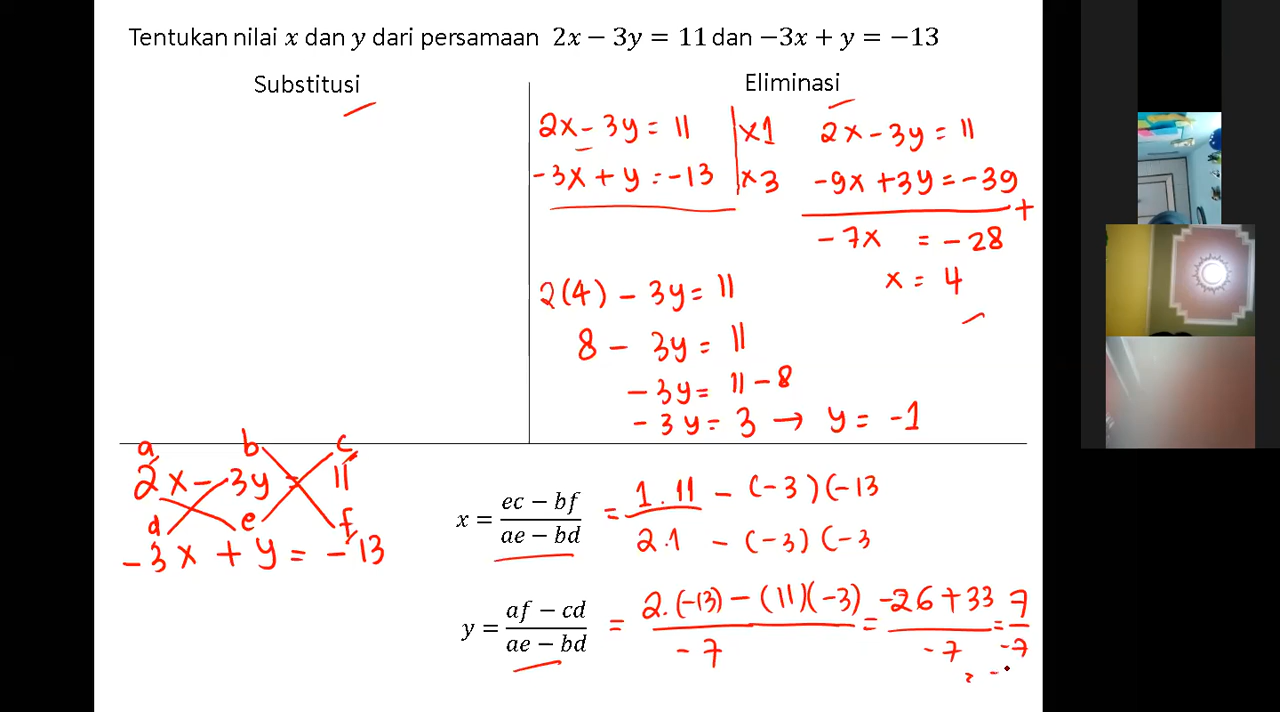 Tentukan nilai x dan y dari persamaan 2x − 3y = 11 dan −3x + y = −13
Substitusi
Eliminasi
2x - 3y = 11 | x1 2x - 3y = 11
-3x + y = -13 | x3 -9x + 3y = -39
+
-7x = -28
x = 4
2(4) - 3y = 11
8 - 3y = 11
-3y = 11 - 8
-3y = 3 → y = -1
a b c
2x - 3y = 11
d e f
-3x + y = -13
x = (ec − bf)/(ae − bd) = (1.11 - (-3)(-13)/(2.1 - (-3)(-3)
y = (af − cd)/(ae − bd) = (2.(-13) - (11)(-3))/(-7) = (-26 + 33)/(-7) = 7/(-7)